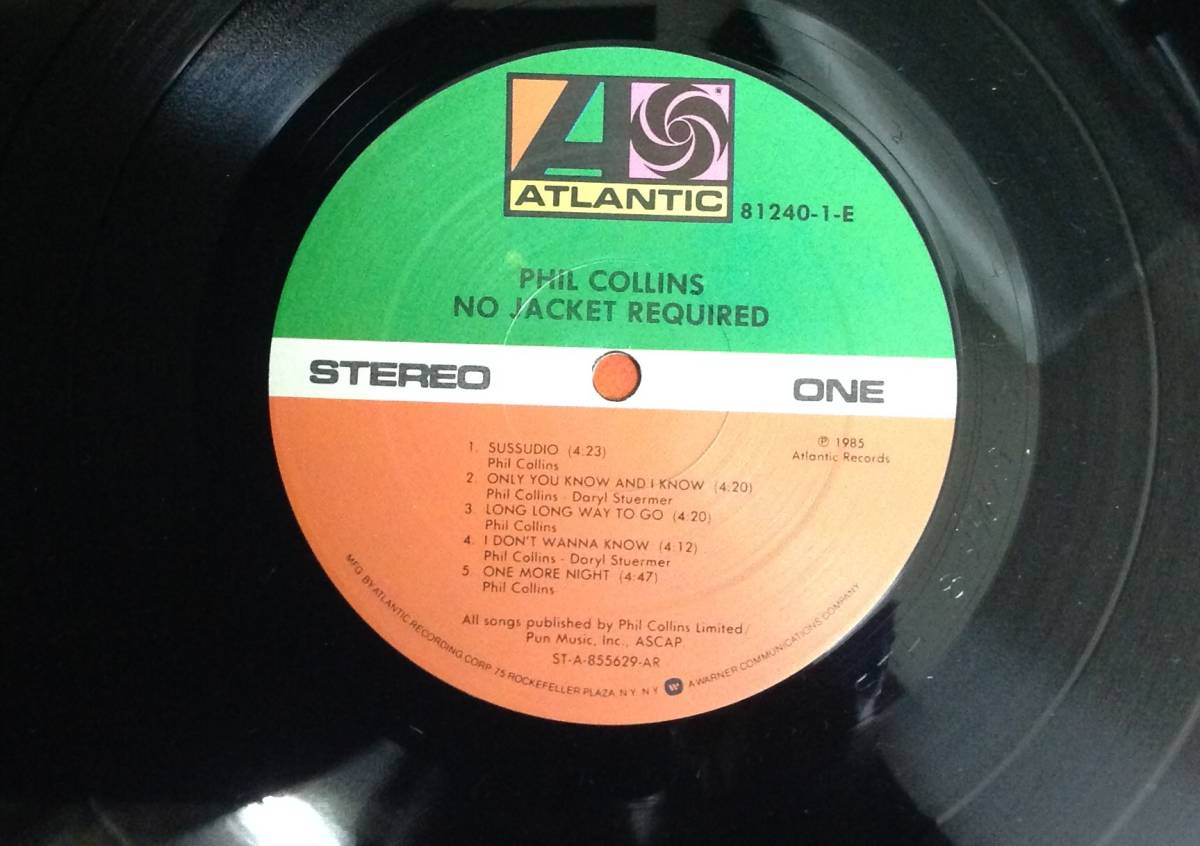 ATLANTIC
81240-1-E
PHIL COLLINS
NO JACKET REQUIRED
STEREO
ONE
℗ 1985
Atlantic Records
1. SUSSUDIO (4:23)
Phil Collins
2. ONLY YOU KNOW AND I KNOW (4:20)
Phil Collins - Daryl Stuermer
3. LONG LONG WAY TO GO (4:20)
Phil Collins
4. I DON'T WANNA KNOW (4:12)
Phil Collins - Daryl Stuermer
5. ONE MORE NIGHT (4:47)
Phil Collins
All songs published by Phil Collins Limited/
Pun Music, Inc., ASCAP
ST-A-855629-AR
MFG. BY ATLANTIC RECORDING CORP. 75 ROCKEFELLER PLAZA N.Y. N.Y. W A WARNER COMMUNICATIONS COMPANY